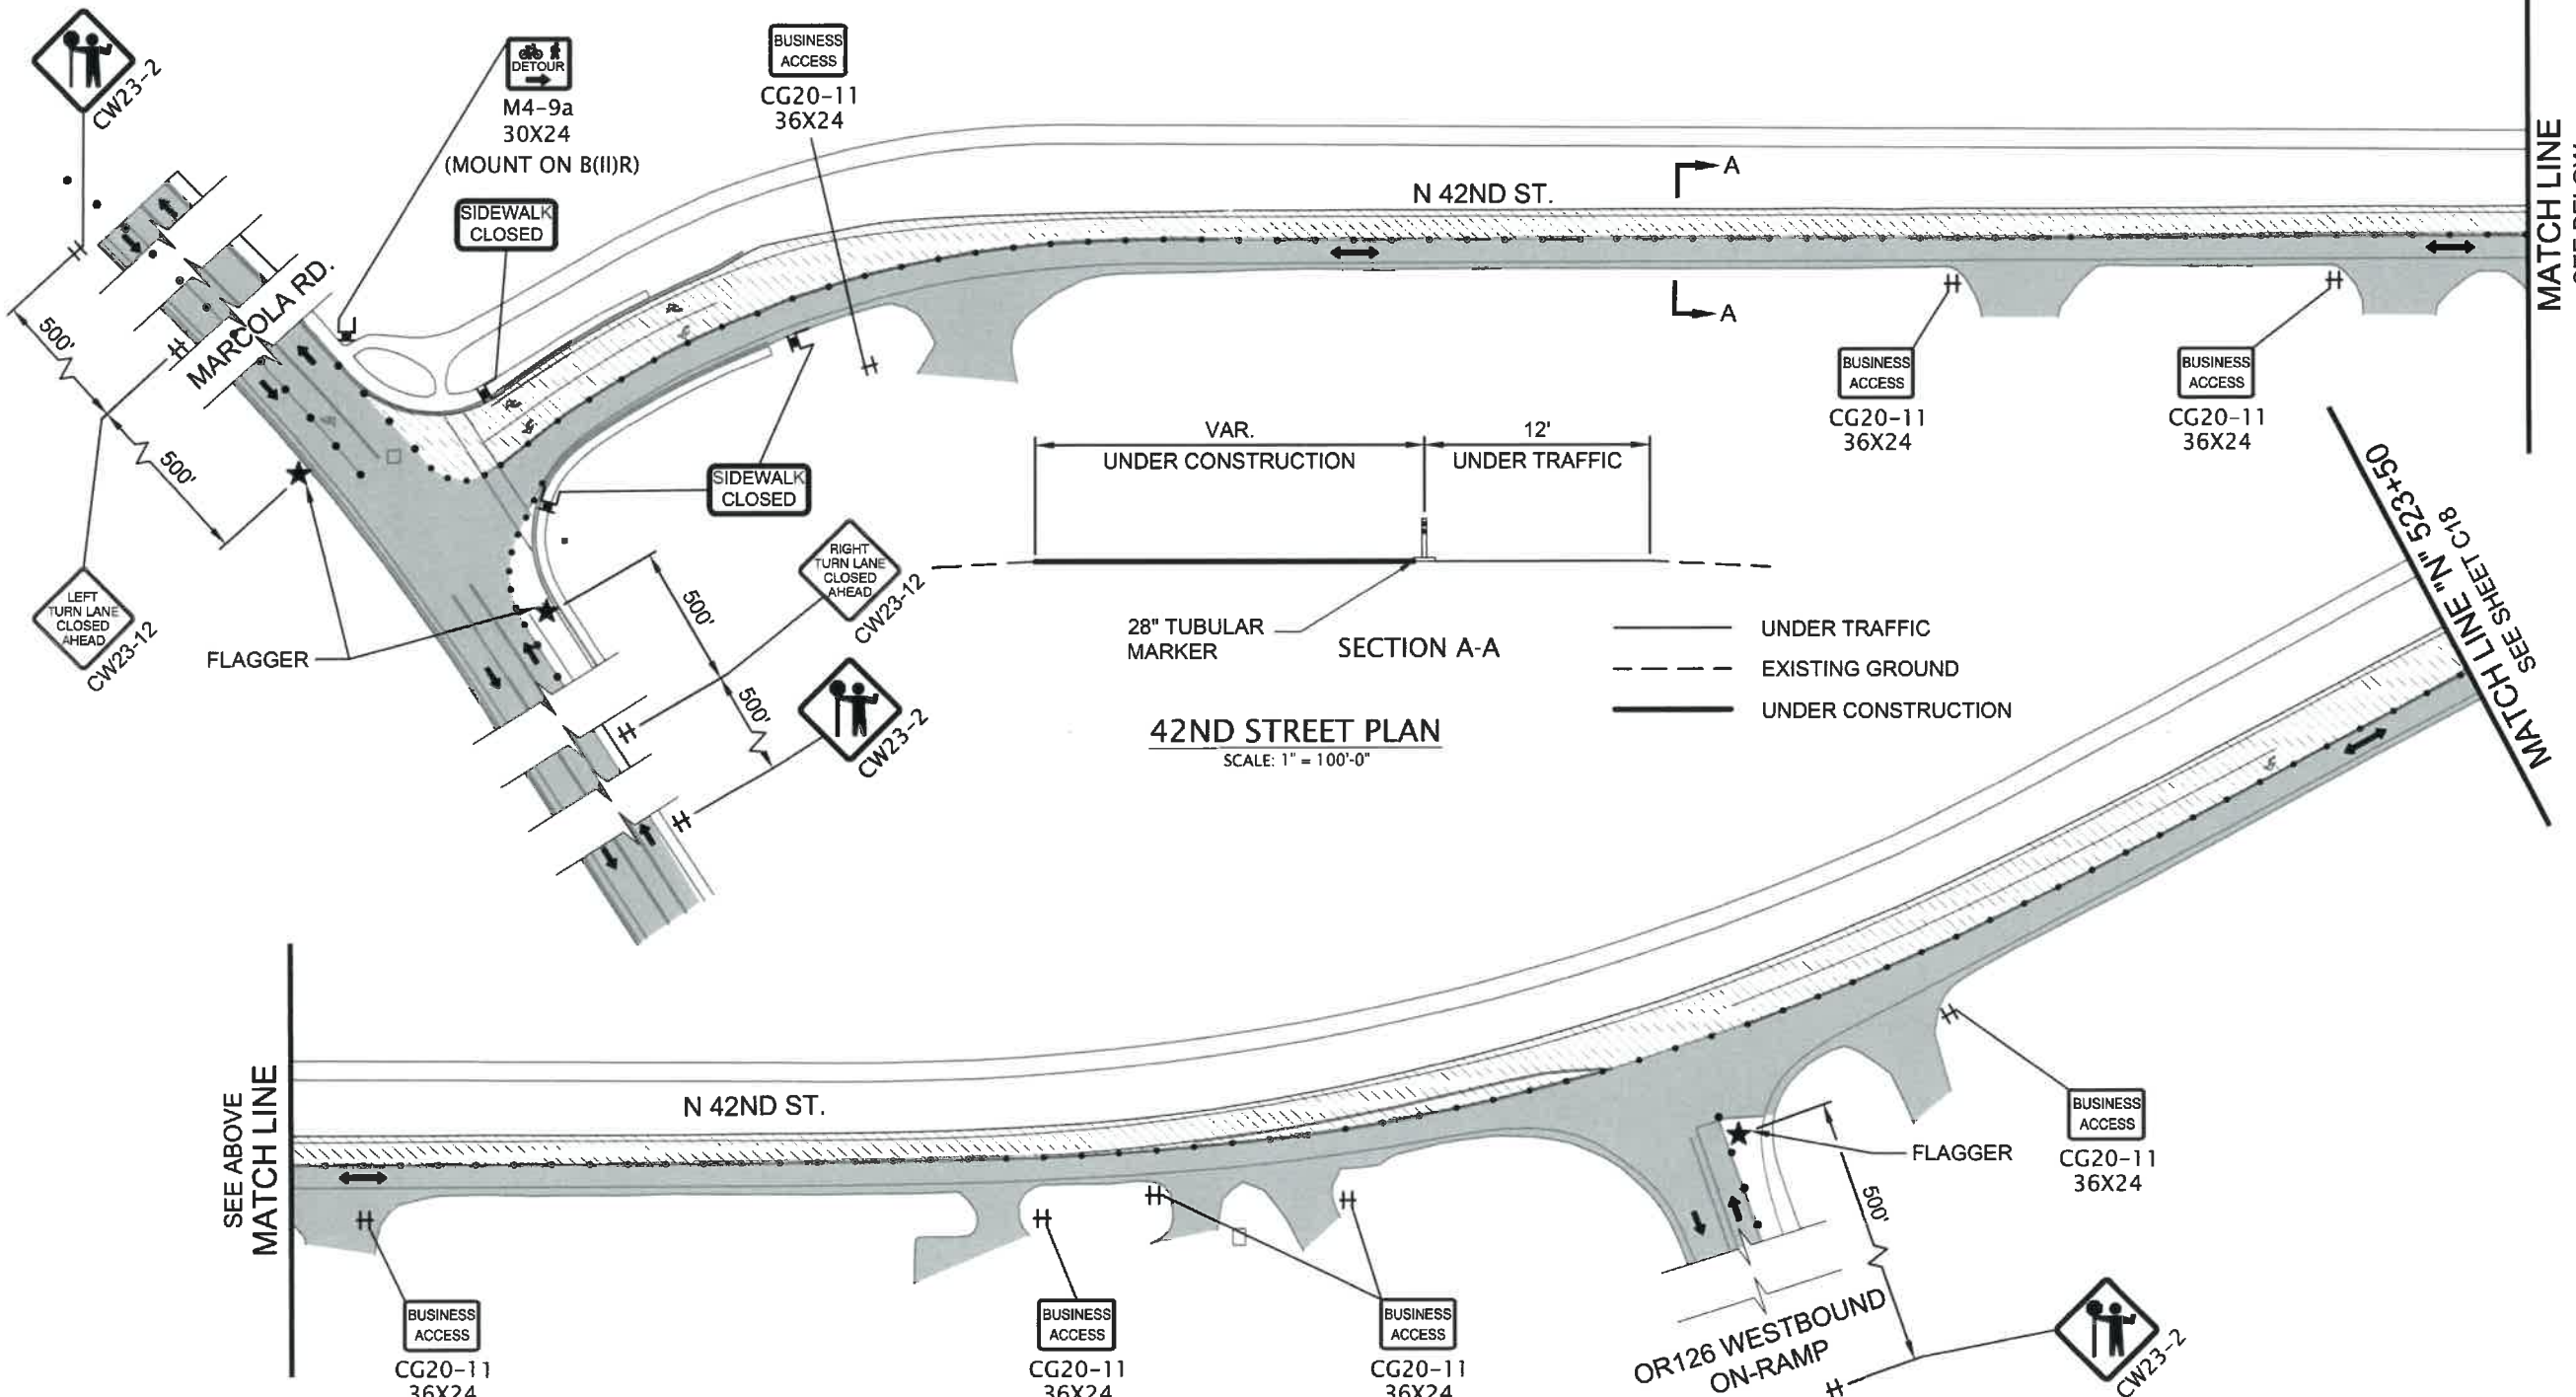 CW23-2
DETOUR
M4-9a
30X24
(MOUNT ON B(II)R)
BUSINESS
ACCESS
CG20-11
36X24
SIDEWALK
CLOSED
N 42ND ST.
A
A
MATCH LINE
MARCOLA RD.
500'
500'
BUSINESS
ACCESS
CG20-11
36X24
BUSINESS
ACCESS
CG20-11
36X24
VAR.
UNDER CONSTRUCTION
12'
UNDER TRAFFIC
SIDEWALK
CLOSED
MATCH LINE "N" 523+50
SEE SHEET C18
LEFT
TURN LANE
CLOSED
AHEAD
CW23-12
FLAGGER
RIGHT
TURN LANE
CLOSED
AHEAD
CW23-12
500'
500'
CW23-2
28" TUBULAR
MARKER
SECTION A-A
UNDER TRAFFIC
EXISTING GROUND
UNDER CONSTRUCTION
42ND STREET PLAN
SCALE: 1" = 100'-0"
SEE ABOVE
MATCH LINE
N 42ND ST.
BUSINESS
ACCESS
CG20-11
36X24
FLAGGER
500'
BUSINESS
ACCESS
CG20-11
36X24
BUSINESS
ACCESS
CG20-11
36X24
BUSINESS
ACCESS
CG20-11
36X24
OR126 WESTBOUND
ON-RAMP
CW23-2